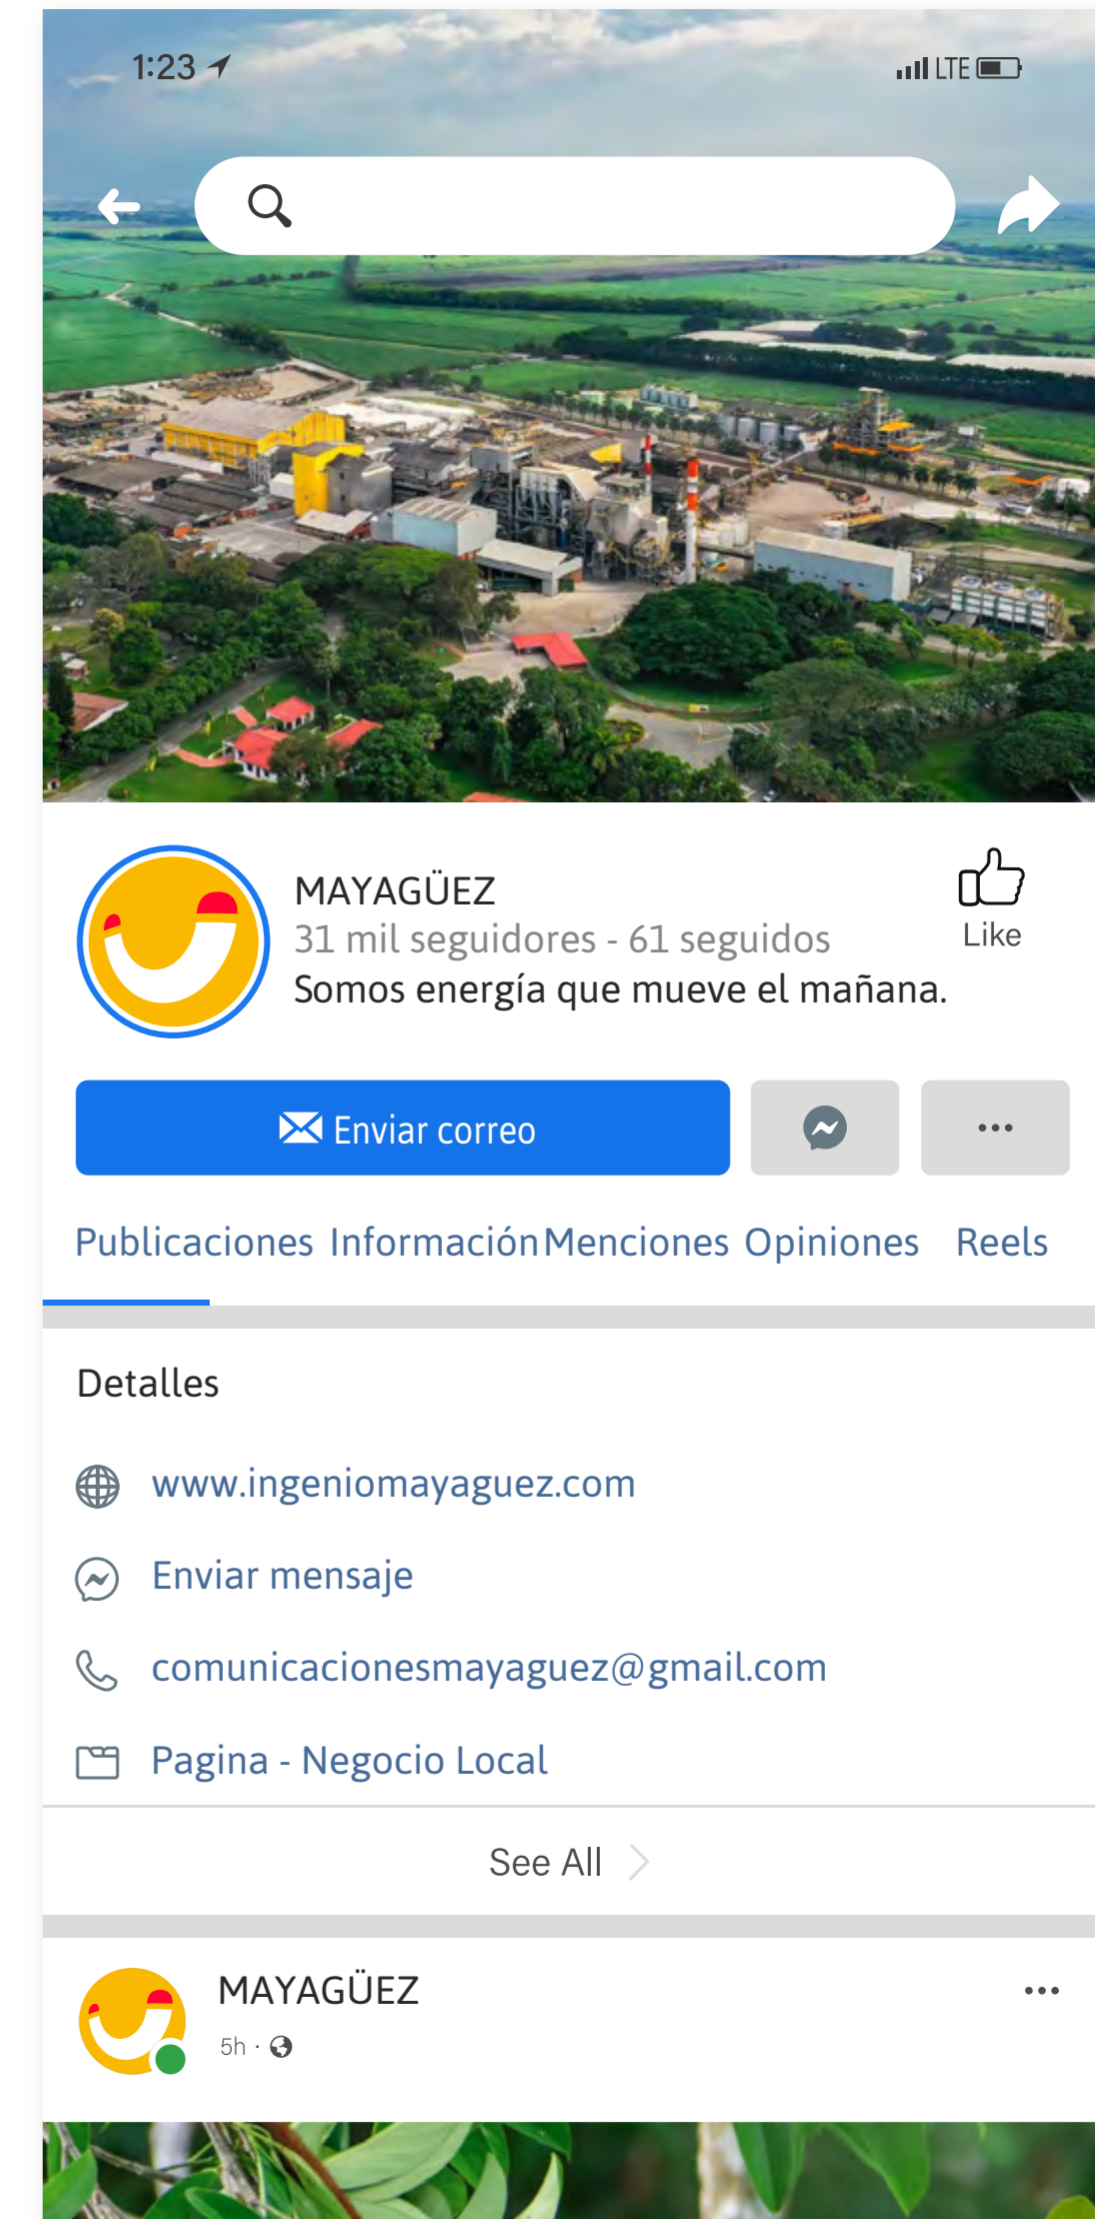 1:23
LTE
MAYAGÜEZ
31 mil seguidores - 61 seguidos
Somos energía que mueve el mañana.
Like
Enviar correo
Publicaciones Información Menciones Opiniones Reels
Detalles
www.ingeniomayaguez.com
Enviar mensaje
comunicacionesmayaguez@gmail.com
Pagina - Negocio Local
See All
MAYAGÜEZ
5h ·